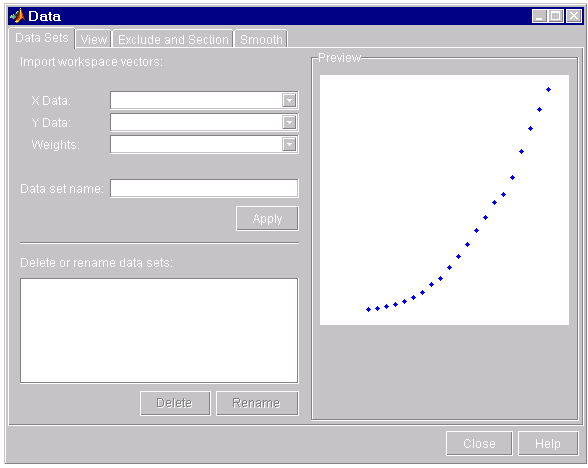 Data
Data Sets View Exclude and Section Smooth
Import workspace vectors:
X Data:
Y Data:
Weights:
Data set name:
Apply
Delete or rename data sets:
Delete Rename
Preview
Close Help